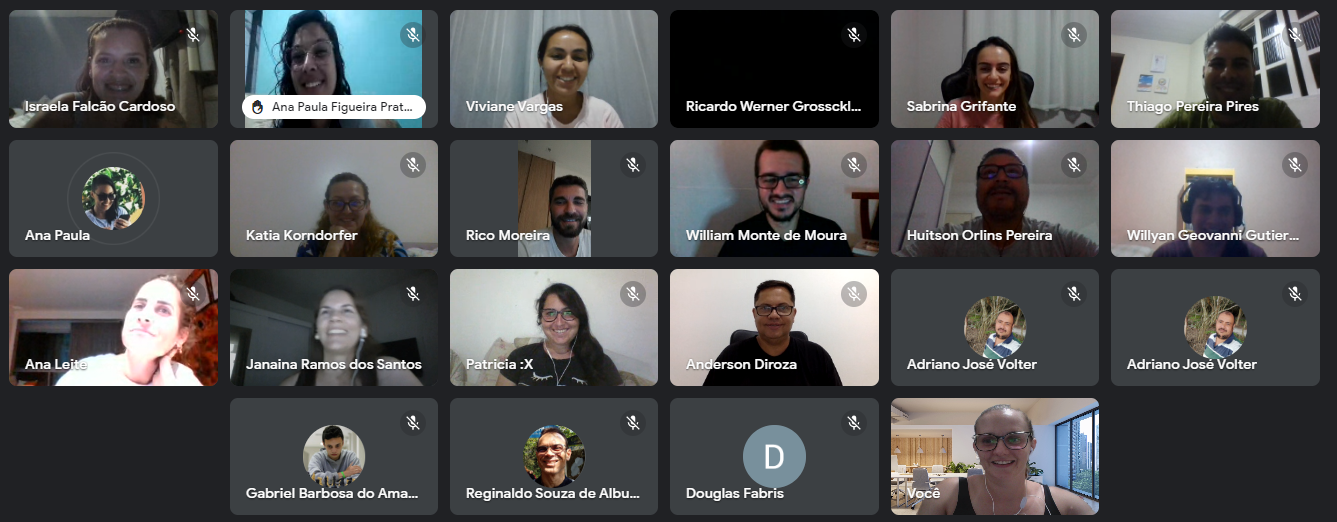 Israela Falcão Cardoso
Ana Paula Figueira Prat...
Viviane Vargas
Ricardo Werner Grossckl...
Sabrina Grifante
Thiago Pereira Pires
Ana Paula
Katia Korndorfer
Rico Moreira
William Monte de Moura
Huitson Orlins Pereira
Willyan Geovanni Gutier...
Ana Leite
Janaina Ramos dos Santos
Patricia :X
Anderson Diroza
Adriano José Volter
Adriano José Volter
Gabriel Barbosa do Ama...
Reginaldo Souza de Albu...
D
Douglas Fabris
Você